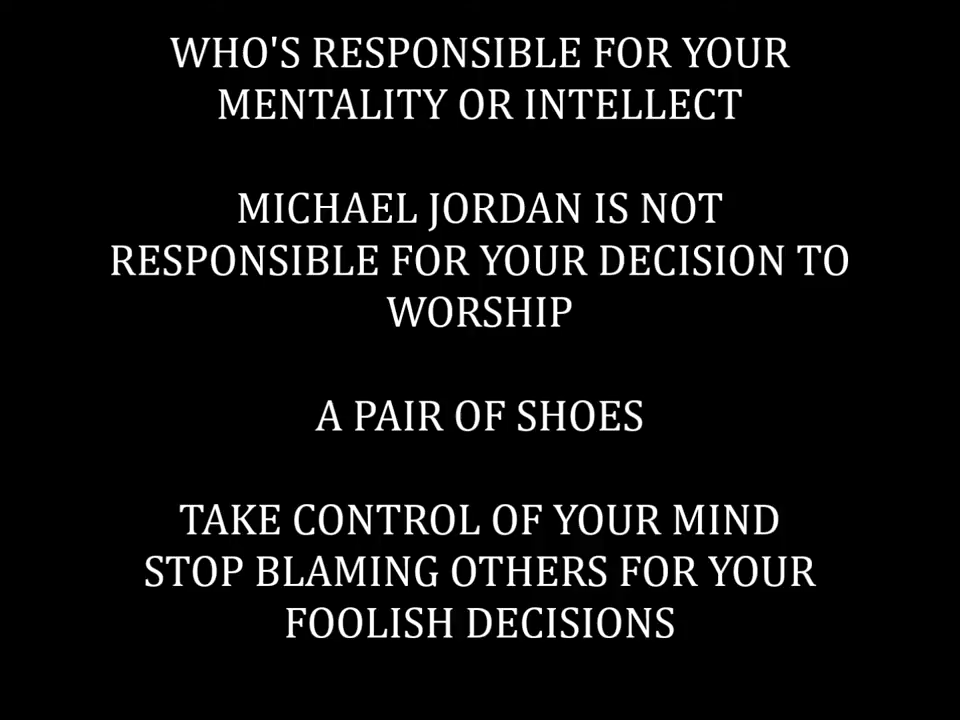 WHO'S RESPONSIBLE FOR YOUR
MENTALITY OR INTELLECT
MICHAEL JORDAN IS NOT
RESPONSIBLE FOR YOUR DECISION TO
WORSHIP
A PAIR OF SHOES
TAKE CONTROL OF YOUR MIND
STOP BLAMING OTHERS FOR YOUR
FOOLISH DECISIONS